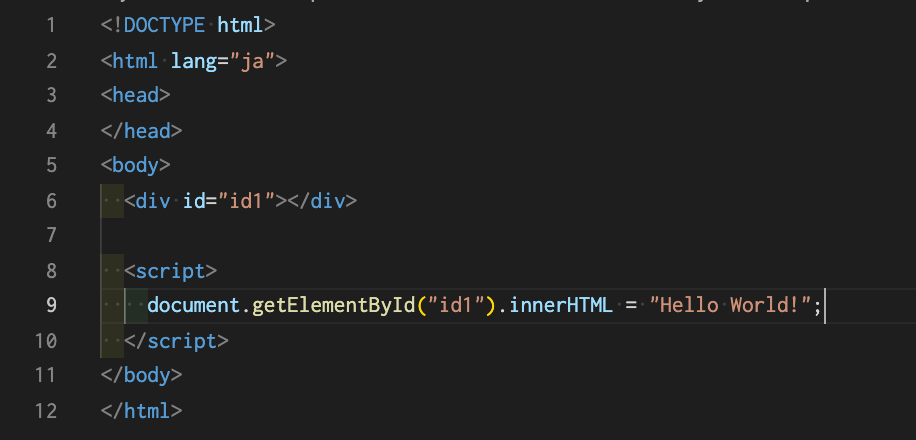 1 <!DOCTYPE html>
2 <html lang="ja">
3 <head>
4 </head>
5 <body>
6 <div id="id1"></div>
7
8 <script>
9 document.getElementById("id1").innerHTML = "Hello World!";
10 </script>
11 </body>
12 </html>